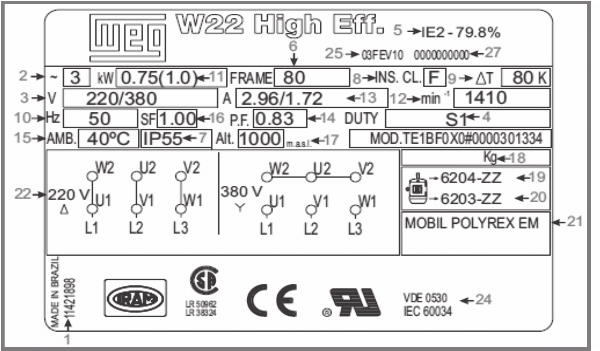 WEG W22 High Eff. 5 IE2 - 79.8%
6 25 03FEV10 0000000000 27
2 ~ 3 kW 0.75(1.0) 11 FRAME 80 8 INS. CL. F 9 ΔT 80 K
3 V 220/380 A 2.96/1.72 13 12 min⁻¹ 1410
10 Hz 50 SF 1.00 16 P.F. 0.83 14 DUTY S1 4
15 AMB. 40ºC IP55 7 Alt. 1000 m.a.s.l. 17 MOD.TE1BF0X0#0000301334
Kg 18
W2 U2 V2 W2 U2 V2 6204-ZZ 19
22 220 V Δ 380 V Y 6203-ZZ 20
U1 V1 W1 U1 V1 W1 MOBIL POLYREX EM 21
L1 L2 L3 L1 L2 L3
MADE IN BRAZIL
11421898
1
IRAM
SP
LR 50962
LR 38324
CE
® RU
VDE 0530
IEC 60034
24